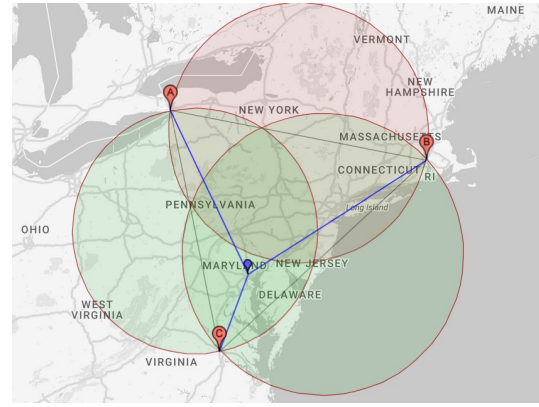 MAINE
VERMONT
NEW
HAMPSHIRE
A
NEW YORK
MASSACHUSETTS
B
CONNECTICUT
RI
PENNSYLVANIA
Long Island
OHIO
MARYLAND
NEW JERSEY
DELAWARE
WEST
VIRGINIA
C
VIRGINIA